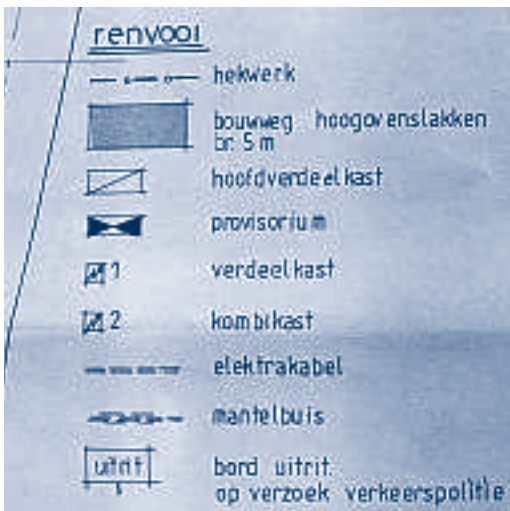 renvooi
hekwerk
bouwweg hoogovenslakken
br. 5 m
hoofdverdeelkast
provisorium
1 verdeelkast
2 kombikast
elektrakabel
mantelbuis
uitrit bord uitrit.
op verzoek verkeerspolitie